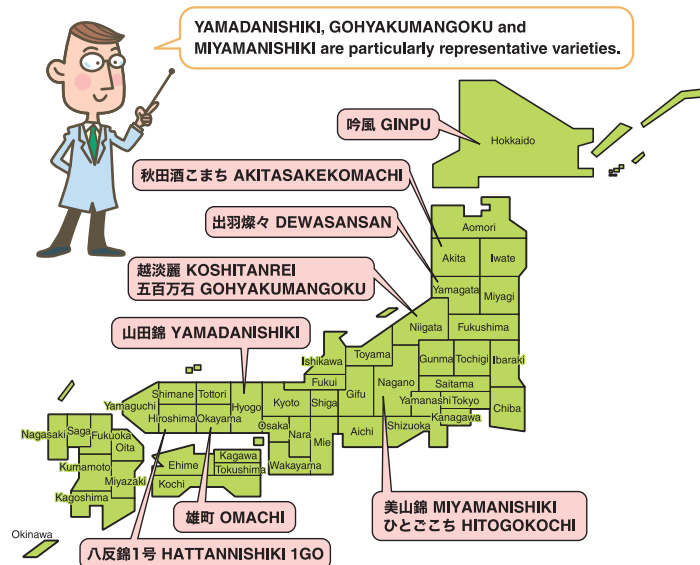 YAMADANISHIKI, GOHYAKUMANGOKU and
MIYAMANISHIKI are particularly representative varieties.
吟風 GINPU
Hokkaido
秋田酒こまち AKITASAKEKOMACHI
出羽燦々 DEWASANSAN
越淡麗 KOSHITANREI
五百万石 GOHYAKUMANGOKU
山田錦 YAMADANISHIKI
Aomori
Akita
Iwate
Yamagata
Miyagi
Niigata
Fukushima
Ishikawa
Toyama
Gunma
Tochigi
Ibaraki
Fukui
Gifu
Nagano
Saitama
Yamanashi
Tokyo
Kanagawa
Chiba
Shimane
Tottori
Hyogo
Kyoto
Shiga
Yamaguchi
Hiroshima
Okayama
Osaka
Nara
Mie
Aichi
Shizuoka
Wakayama
Nagasaki
Saga
Fukuoka
Oita
Kumamoto
Miyazaki
Kagoshima
Ehime
Kagawa
Tokushima
Kochi
Okinawa
雄町 OMACHI
八反錦1号 HATTANNISHIKI 1GO
美山錦 MIYAMANISHIKI
ひとごこち HITOGOKOCHI